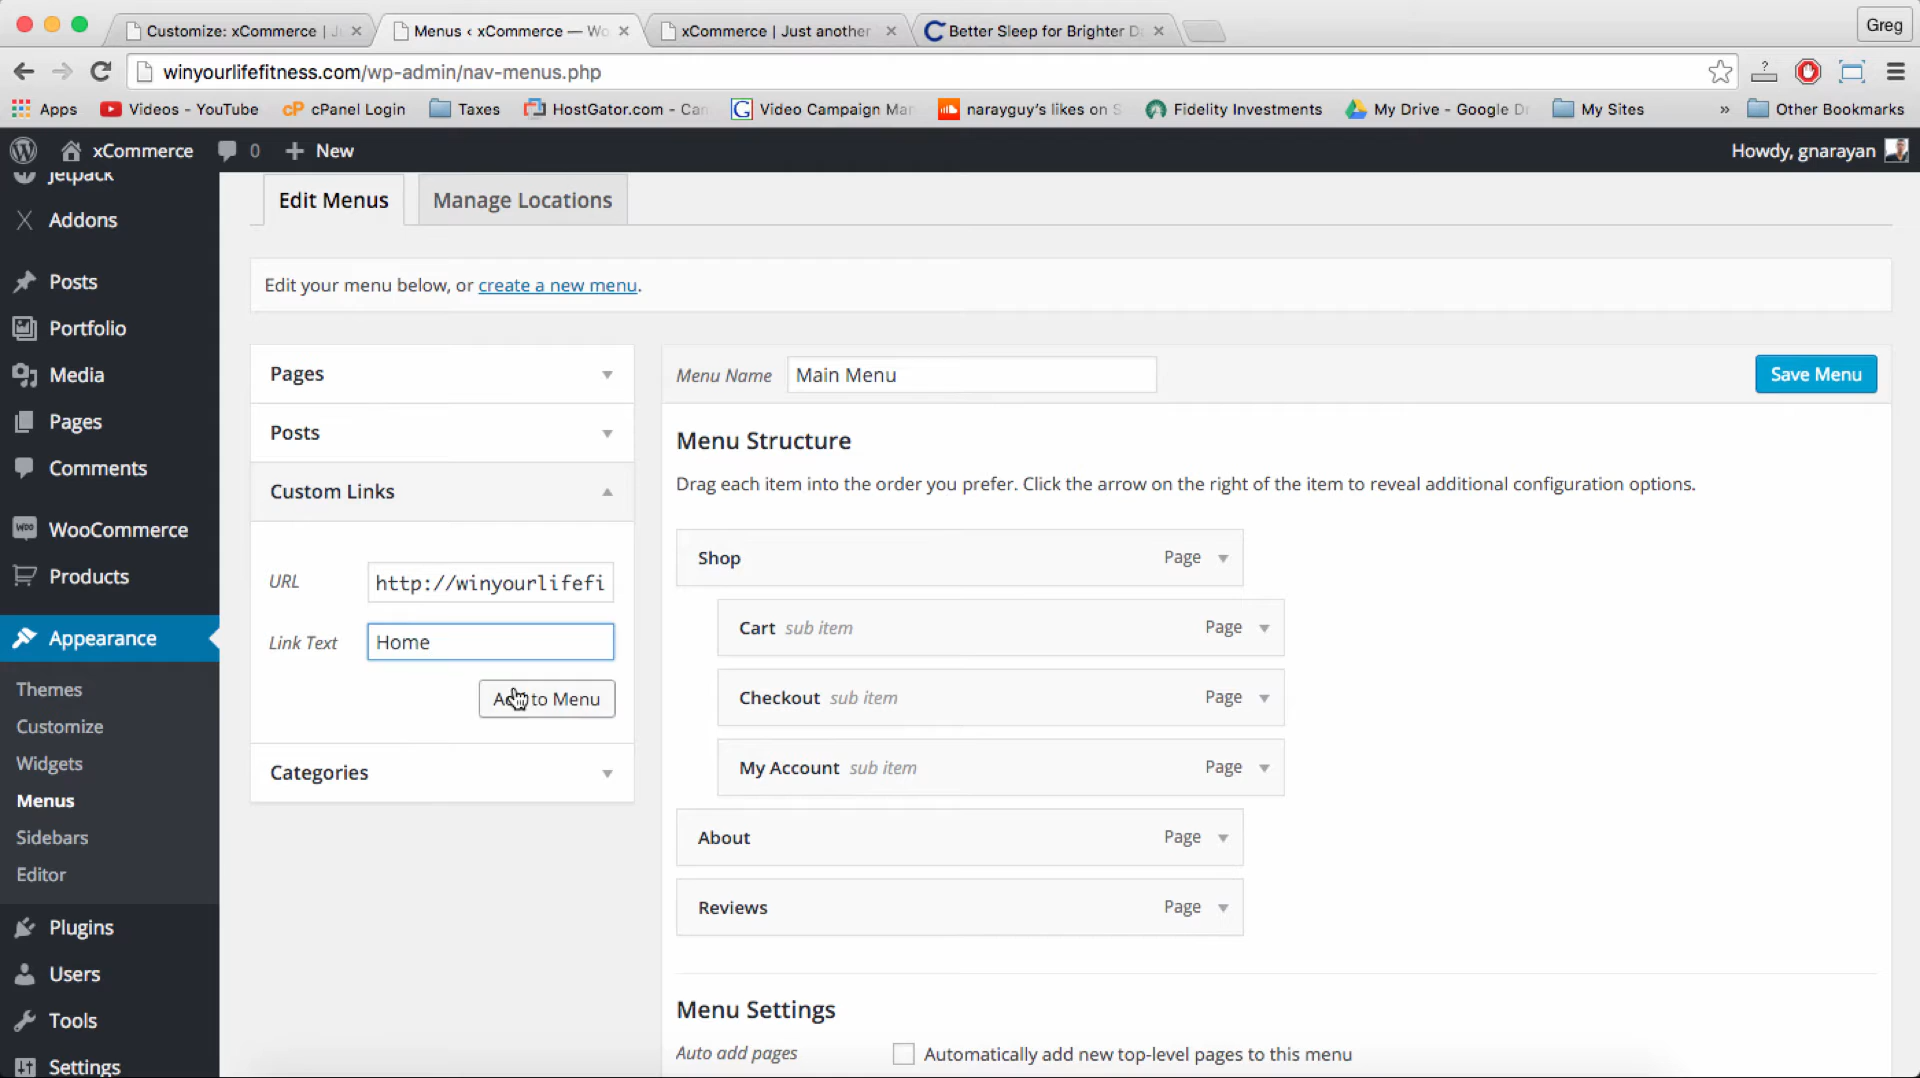 Customize: xCommerce |
Menus ‹ xCommerce — Wo
xCommerce | Just another
Better Sleep for Brighter D
Greg
winyourlifefitness.com/wp-admin/nav-menus.php
Apps
Videos - YouTube
cPanel Login
Taxes
HostGator.com - Car
Video Campaign Ma
narayguy's likes on S
Fidelity Investments
My Drive - Google Dr
My Sites
»
Other Bookmarks
xCommerce
0
New
Howdy, gnarayan
Jetpack
Addons
Posts
Portfolio
Media
Pages
Comments
WooCommerce
Products
Appearance
Themes
Customize
Widgets
Menus
Sidebars
Editor
Plugins
Users
Tools
Settings
Edit Menus
Manage Locations
Edit your menu below, or create a new menu.
Pages
Posts
Custom Links
URL
http://winyourlifefi
Link Text
Home
Add to Menu
Categories
Menu Name
Main Menu
Save Menu
Menu Structure
Drag each item into the order you prefer. Click the arrow on the right of the item to reveal additional configuration options.
Shop
Page
Cart sub item
Page
Checkout sub item
Page
My Account sub item
Page
About
Page
Reviews
Page
Menu Settings
Auto add pages
Automatically add new top-level pages to this menu